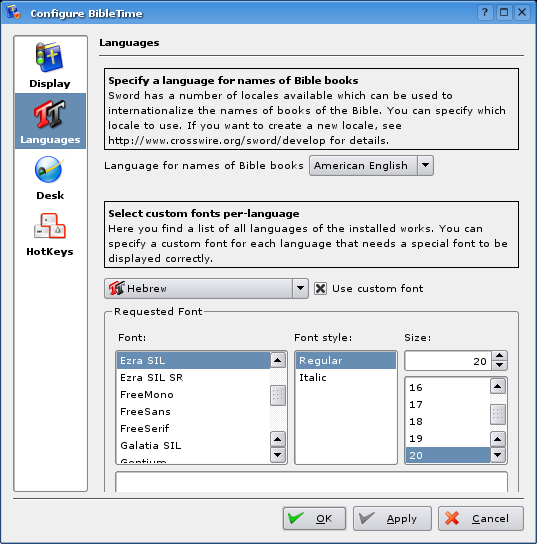 Configure BibleTime
Display
Languages
Desk
HotKeys
Languages
Specify a language for names of Bible books
Sword has a number of locales available which can be used to
internationalize the names of books of the Bible. You can specify which
locale to use. If you want to create a new locale, see
http://www.crosswire.org/sword/develop for details.
Language for names of Bible books American English
Select custom fonts per-language
Here you find a list of all languages of the installed works. You can
specify a custom font for each language that needs a special font to be
displayed correctly.
Hebrew Use custom font
Requested Font
Font: Font style: Size:
Ezra SIL Regular 20
Ezra SIL SR Italic
FreeMono 16
FreeSans 17
FreeSerif 18
Galatia SIL 19
Gentium 20
OK Apply Cancel